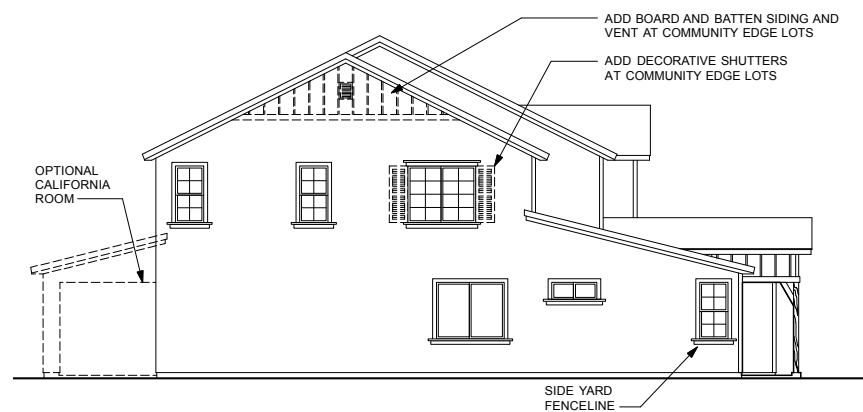 ADD BOARD AND BATTEN SIDING AND
VENT AT COMMUNITY EDGE LOTS
ADD DECORATIVE SHUTTERS
AT COMMUNITY EDGE LOTS
OPTIONAL
CALIFORNIA
ROOM
SIDE YARD
FENCELINE